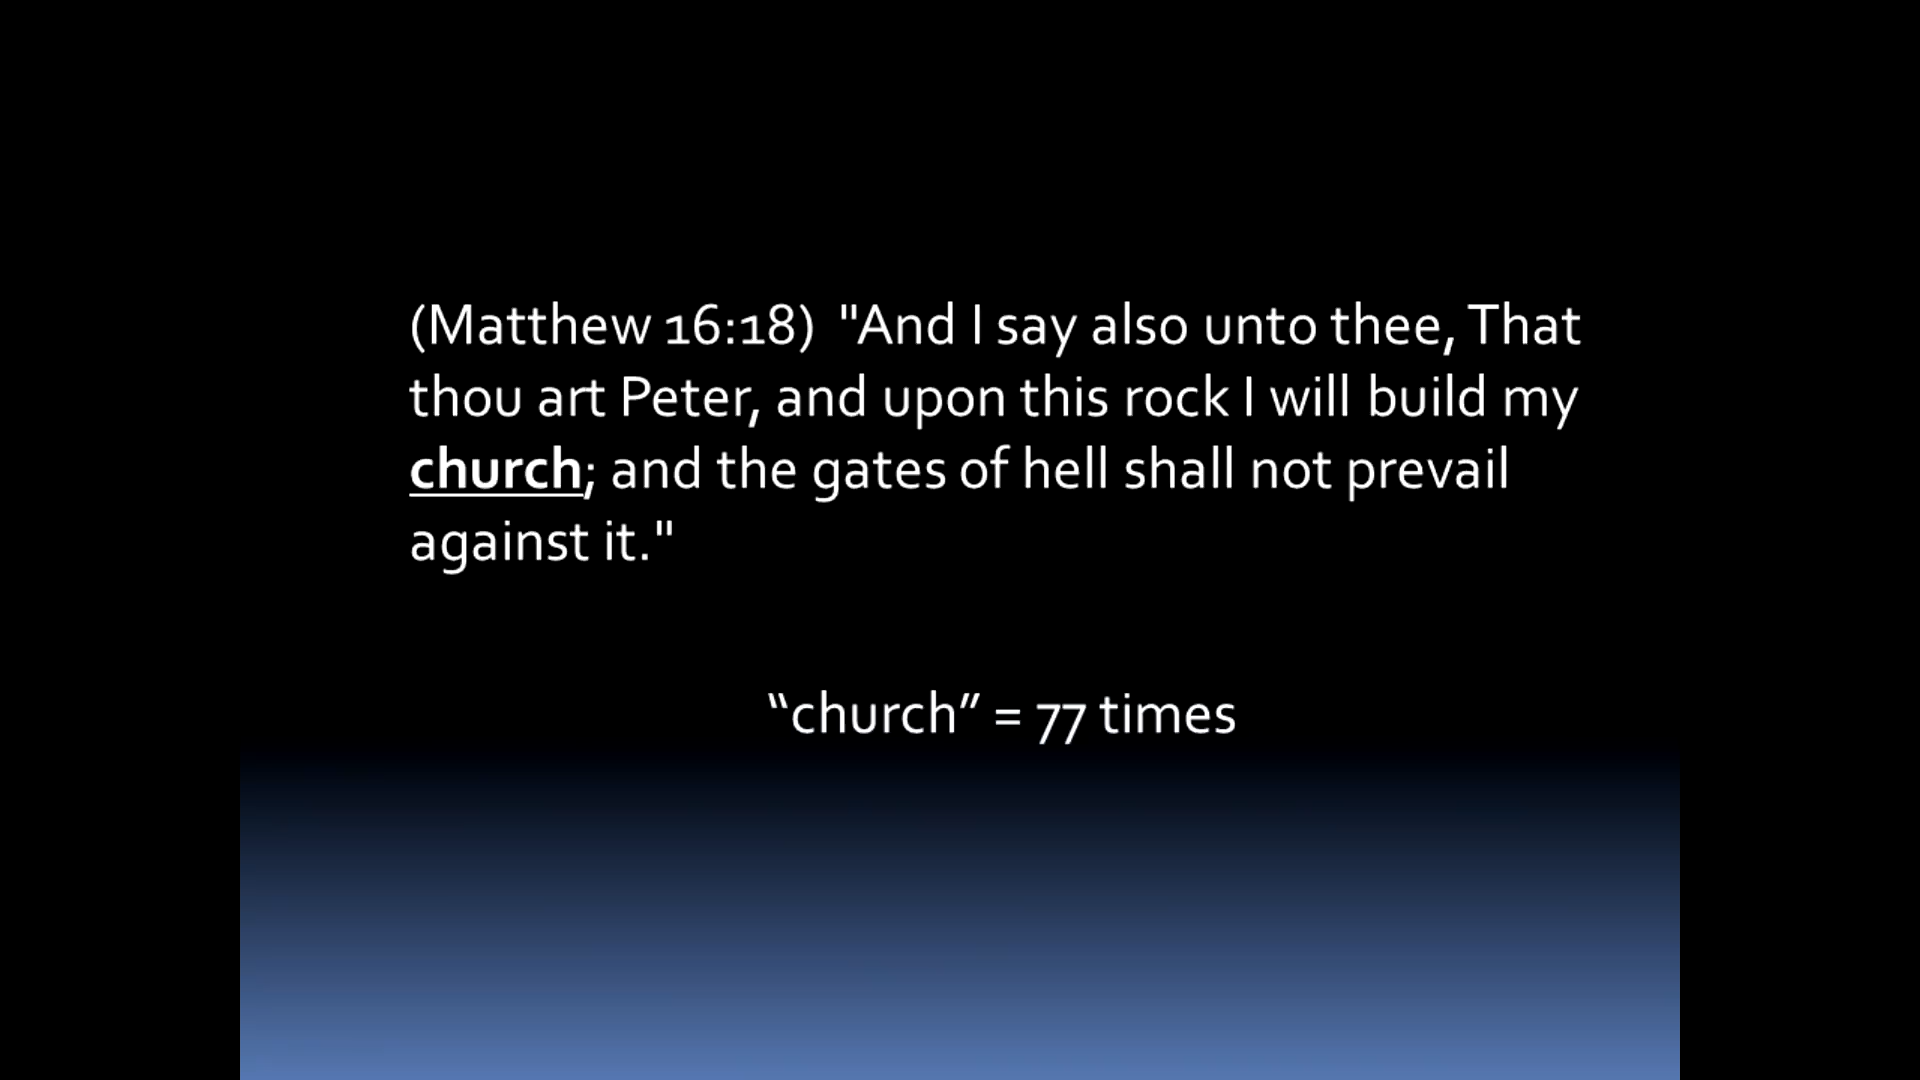 (Matthew 16:18)  "And I say also unto thee, That
thou art Peter, and upon this rock I will build my
church; and the gates of hell shall not prevail
against it."
“church” = 77 times